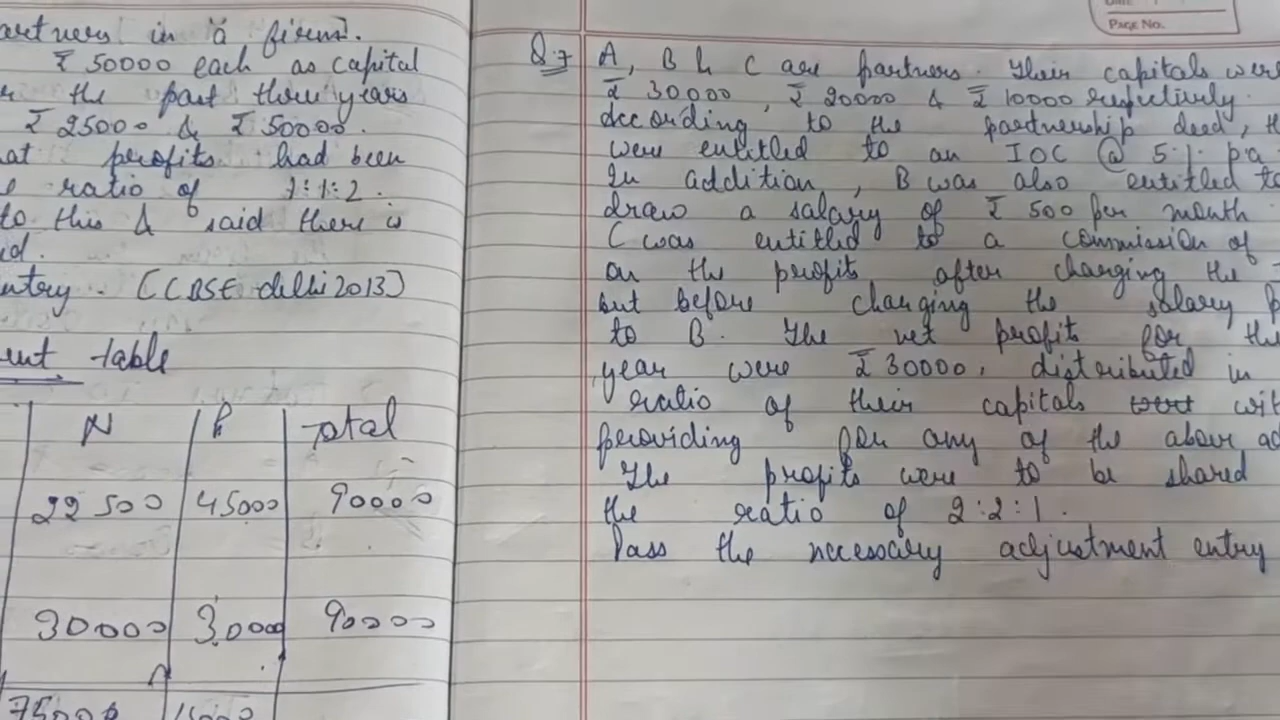 artners in a firm.
₹ 50000 each as capital
the past three years
₹ 25000 & ₹ 50000.
at profits had been
ratio of 1:1:2.
to this & said there is
ntry. (CBSE delhi 2013)
table
N Total
22500 45000 90000
30000 30000 90000
PAGE No.
Q.7 A, B & C are partners. Their capitals were
₹ 30000, ₹ 20000 & ₹ 10000 respectively.
According to the partnership deed, th
were entitled to an IOC @ 5% pa
In addition, B was also entitled to
draw a salary of ₹ 500 per month
C was entitled to a commission of
on the profits after charging the
but before charging the salary
to B. The net profits for the
year were ₹ 30000, distributed in
ratio of their capitals wit
providing for any of the above ad
The profits were to be shared
the ratio of 2:2:1.
Pass the necessary adjustment entry